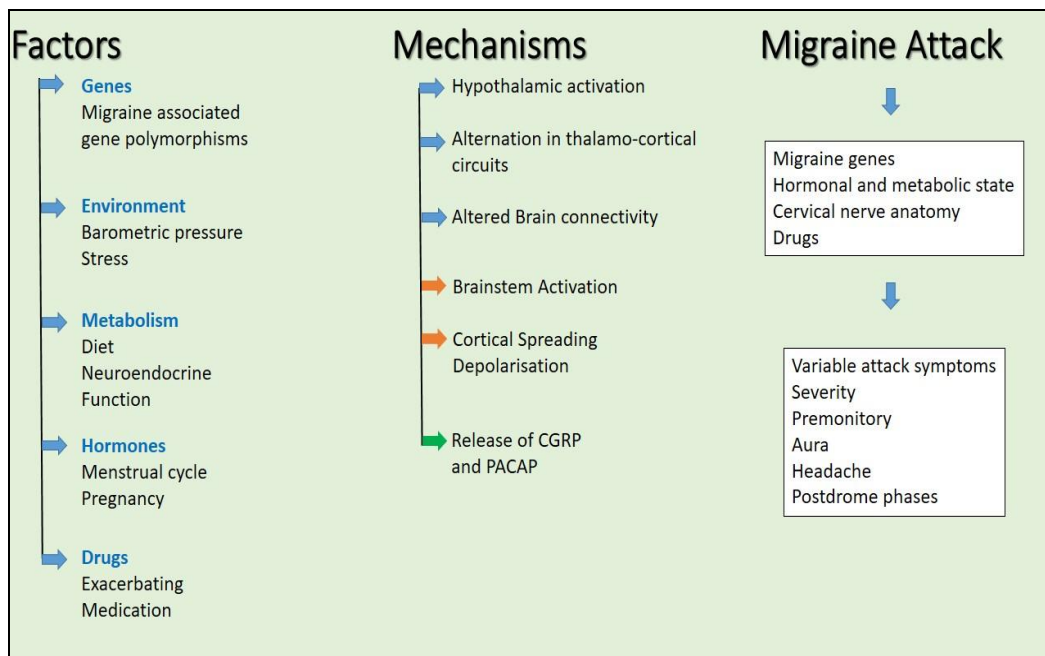 Factors
Genes
Migraine associated
gene polymorphisms
Environment
Barometric pressure
Stress
Metabolism
Diet
Neuroendocrine
Function
Hormones
Menstrual cycle
Pregnancy
Drugs
Exacerbating
Medication
Mechanisms
Hypothalamic activation
Alternation in thalamo-cortical
circuits
Altered Brain connectivity
Brainstem Activation
Cortical Spreading
Depolarisation
Release of CGRP
and PACAP
Migraine Attack
Migraine genes
Hormonal and metabolic state
Cervical nerve anatomy
Drugs
Variable attack symptoms
Severity
Premonitory
Aura
Headache
Postdrome phases